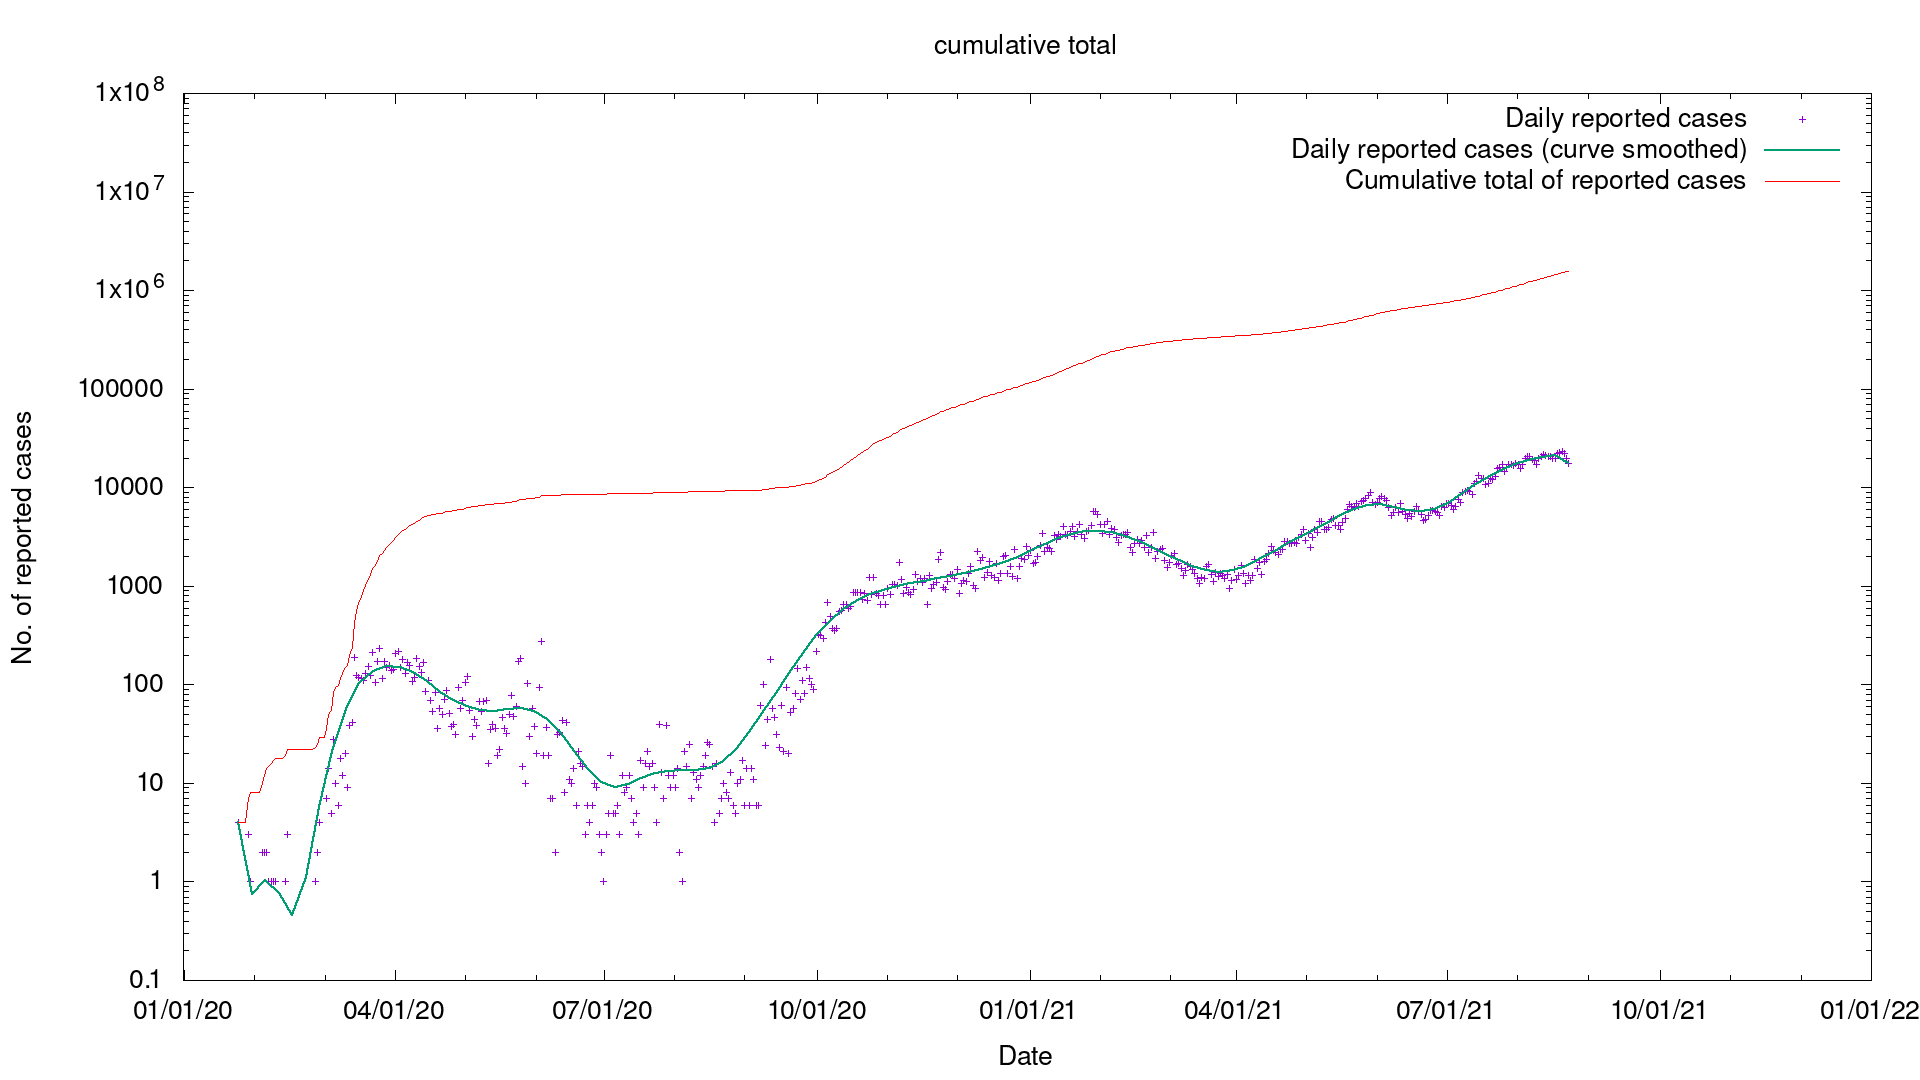 cumulative total
1x10^8
1x10^7
1x10^6
100000
10000
1000
100
10
1
0.1
No. of reported cases
Daily reported cases
Daily reported cases (curve smoothed)
Cumulative total of reported cases
01/01/20 04/01/20 07/01/20 10/01/20 01/01/21 04/01/21 07/01/21 10/01/21 01/01/22
Date